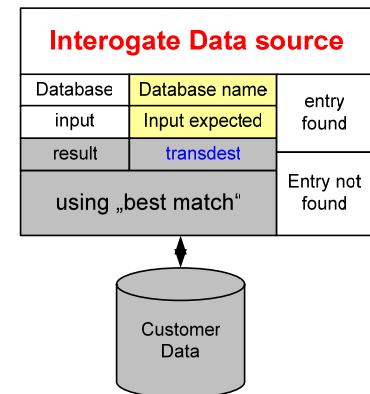 Interogate Data source
Database Database name
input Input expected
entry
found
result transdest
using „best match“
Entry not
found
Customer
Data